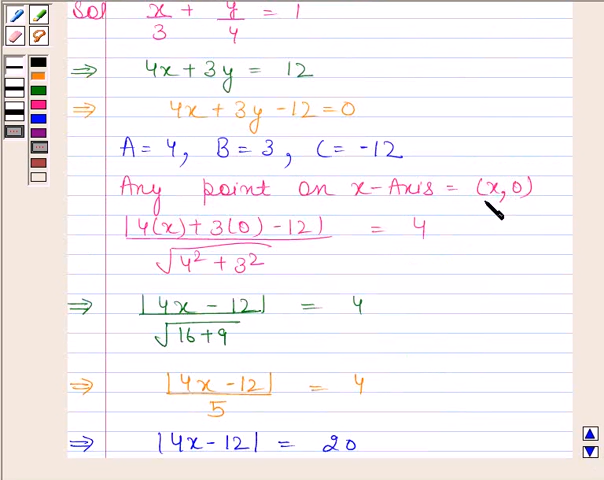 Sol x/3 + y/4 = 1
⇒ 4x + 3y = 12
⇒ 4x + 3y - 12 = 0
A = 4, B = 3, C = -12
Any point on x-Axis = (x, 0)
|4(x) + 3(0) - 12| / √4² + 3² = 4
⇒ |4x - 12| / √16 + 9 = 4
⇒ |4x - 12| / 5 = 4
⇒ |4x - 12| = 20